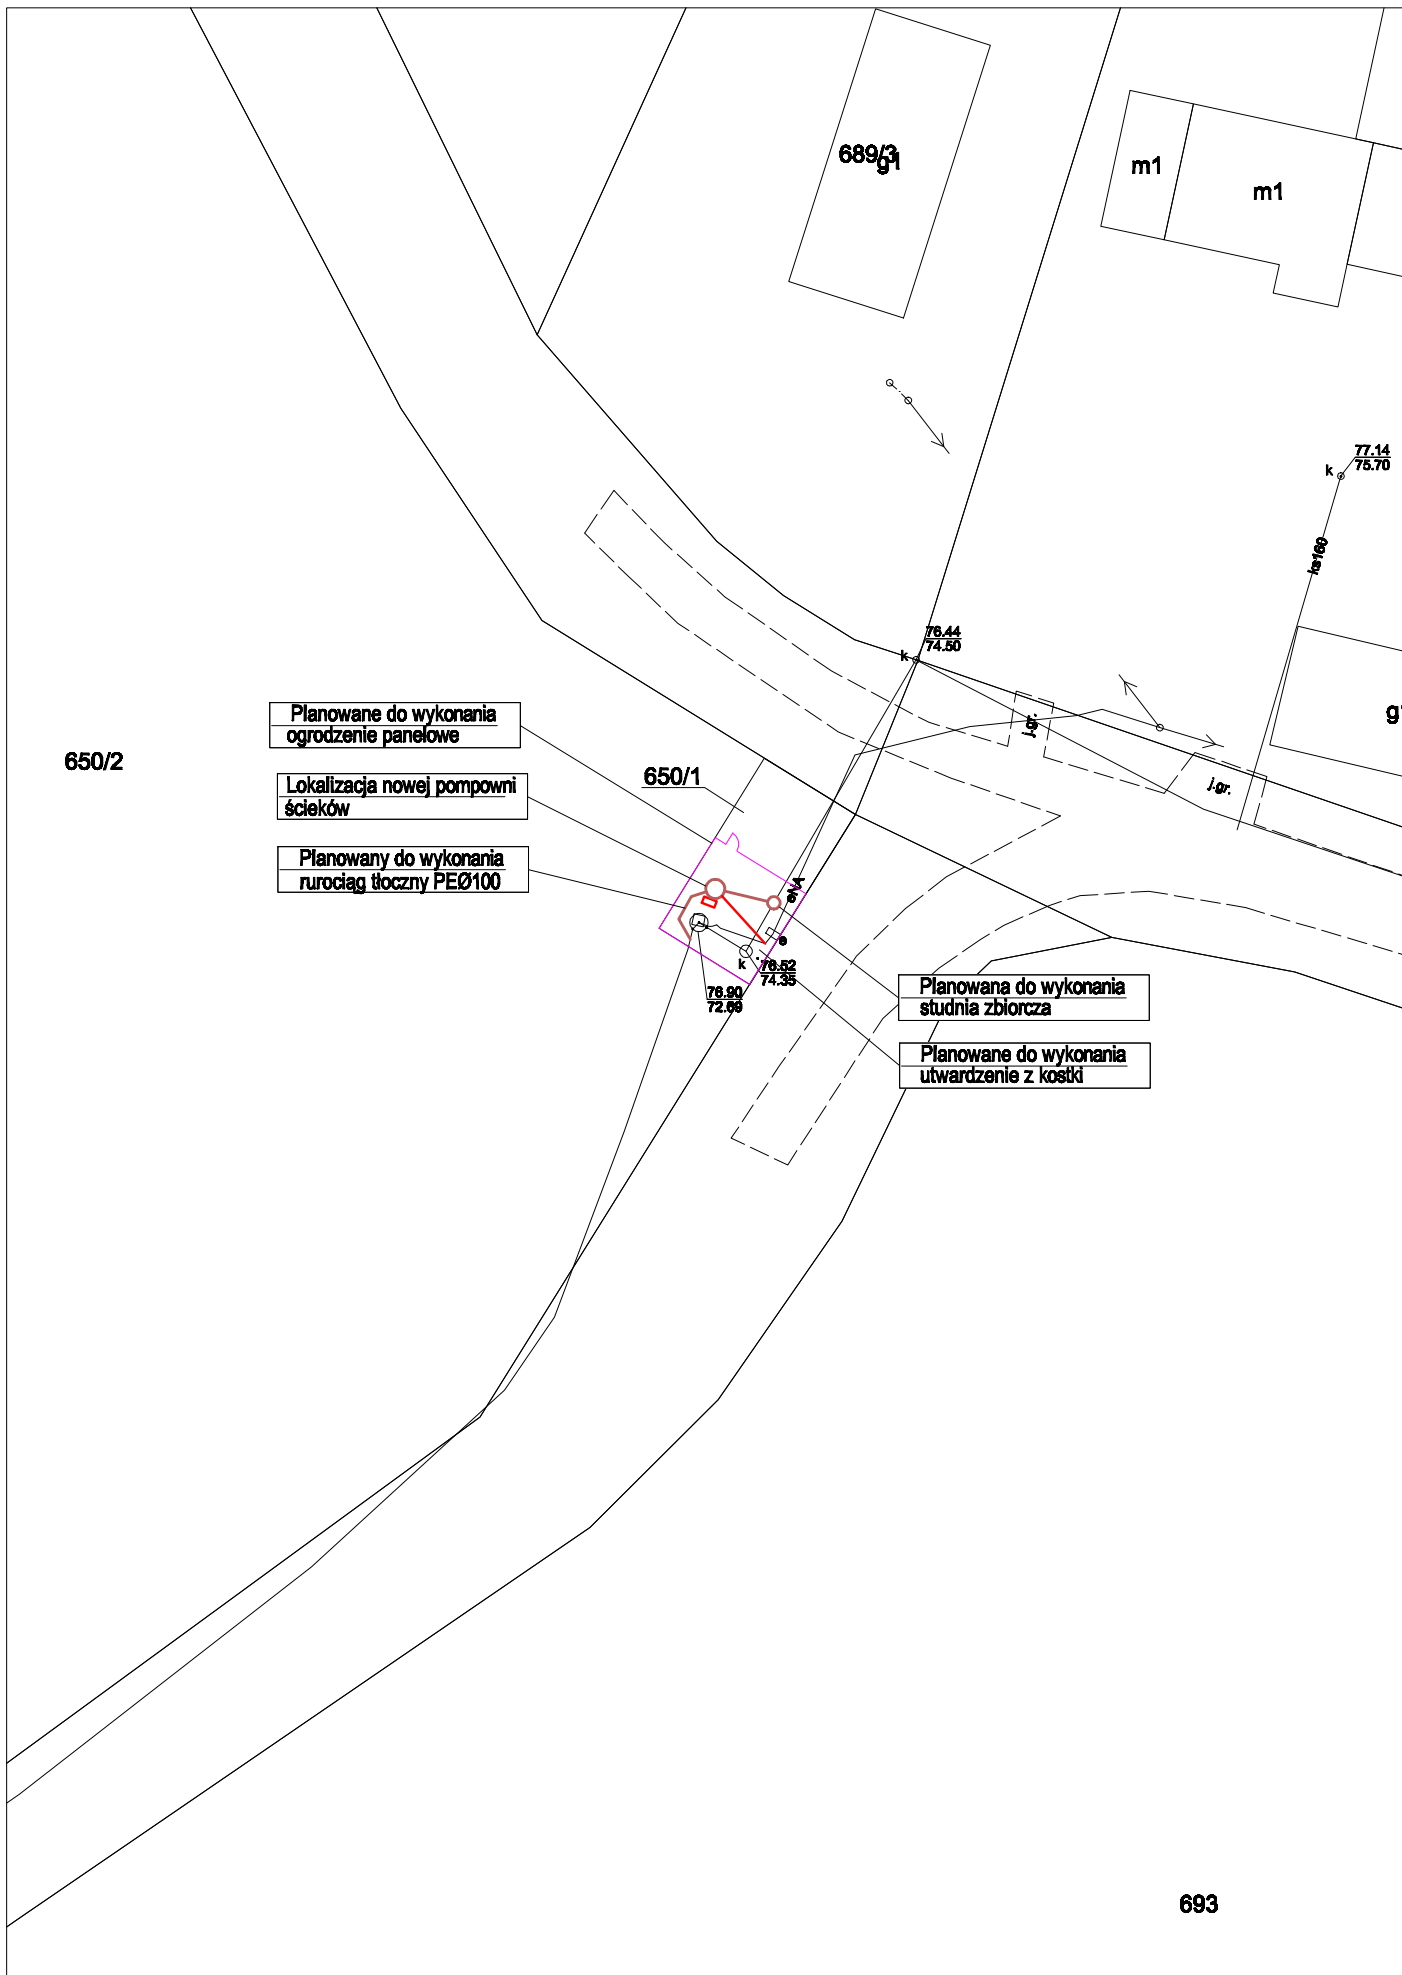 689/3
g1
m1
m1
77.14
k
75.70
ks160
76.44
74.50
k
Planowane do wykonania
ogrodzenie panelowe
j.gr.
650/2
650/1
Lokalizacja nowej pompowni
ścieków
j.gr.
Planowany do wykonania
rurociąg tłoczny PEØ100
eNA
e
k
76.52
74.35
76.90
72.69
Planowana do wykonania
studnia zbiorcza
Planowane do wykonania
utwardzenie z kostki
693